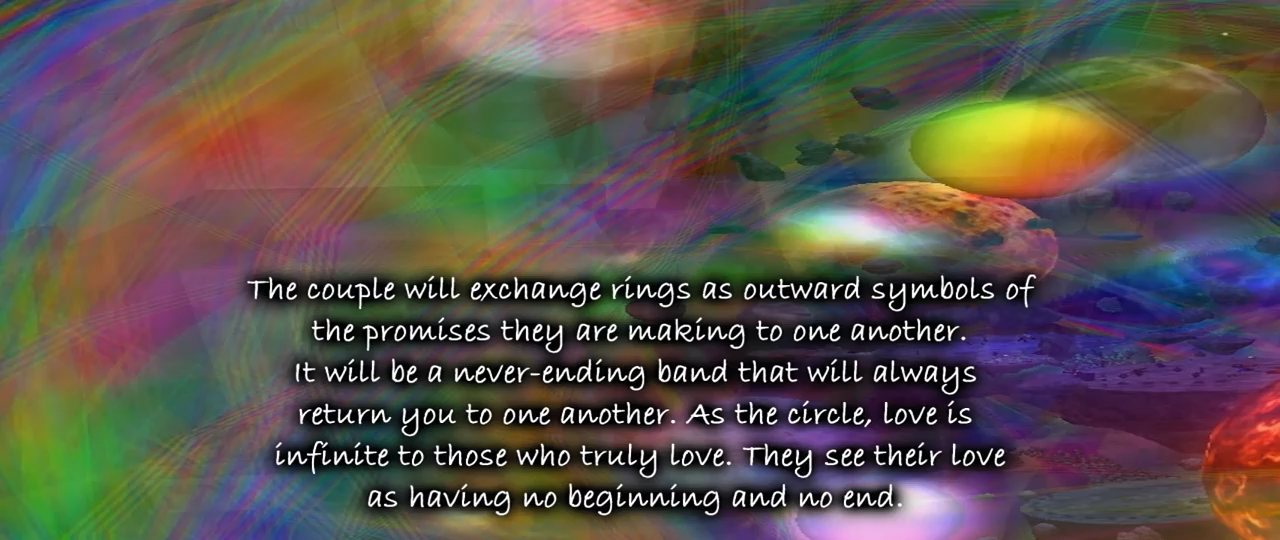 The couple will exchange rings as outward symbols of
the promises they are making to one another.
It will be a never-ending band that will always
return you to one another. As the circle, love is
infinite to those who truly love. They see their love
as having no beginning and no end.